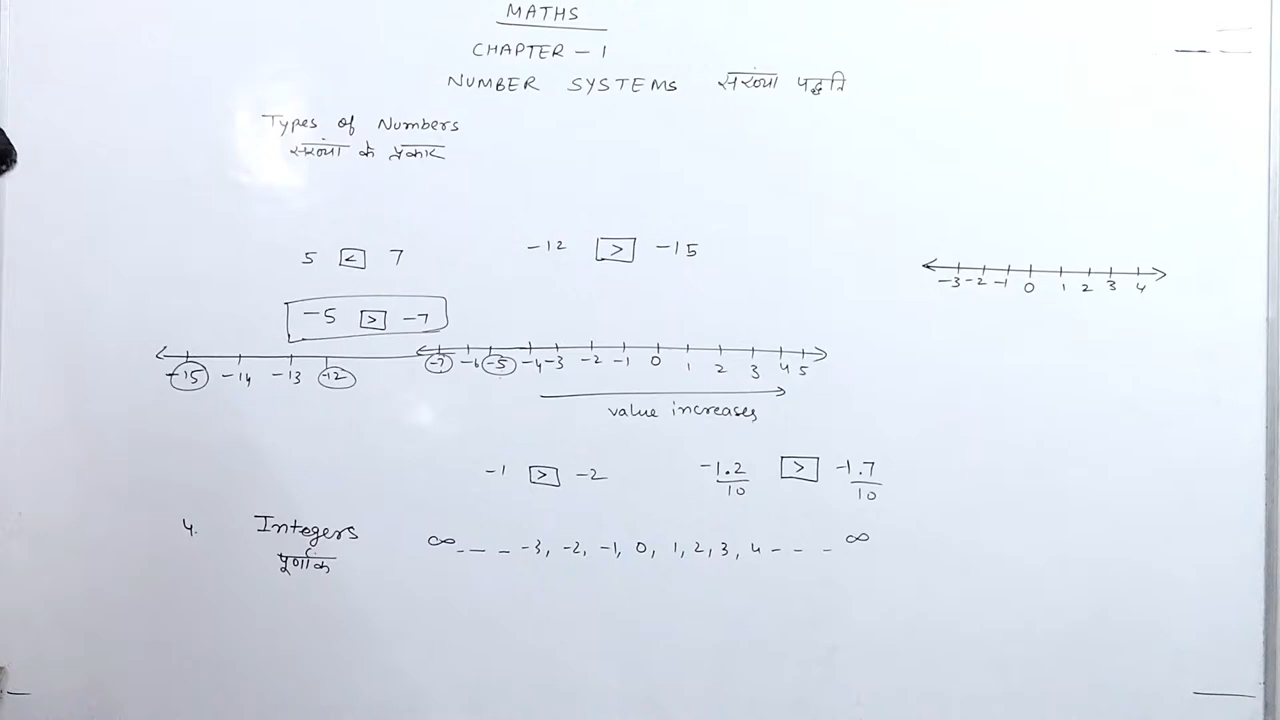 MATHS
CHAPTER - 1
NUMBER SYSTEMS संख्या पद्धति
Types of Numbers
संख्या के प्रकार
5 < 7
-12 > -15
-3 -2 -1 0 1 2 3 4
-5 > -7
-15 -14 -13 -12 -7 -6 -5 -4 -3 -2 -1 0 1 2 3 4 5
value increases
-1 > -2
-1.2/10 > -1.7/10
4. Integers ∞ - - - -3, -2, -1, 0, 1, 2, 3, 4 - - - ∞
पूर्णांक